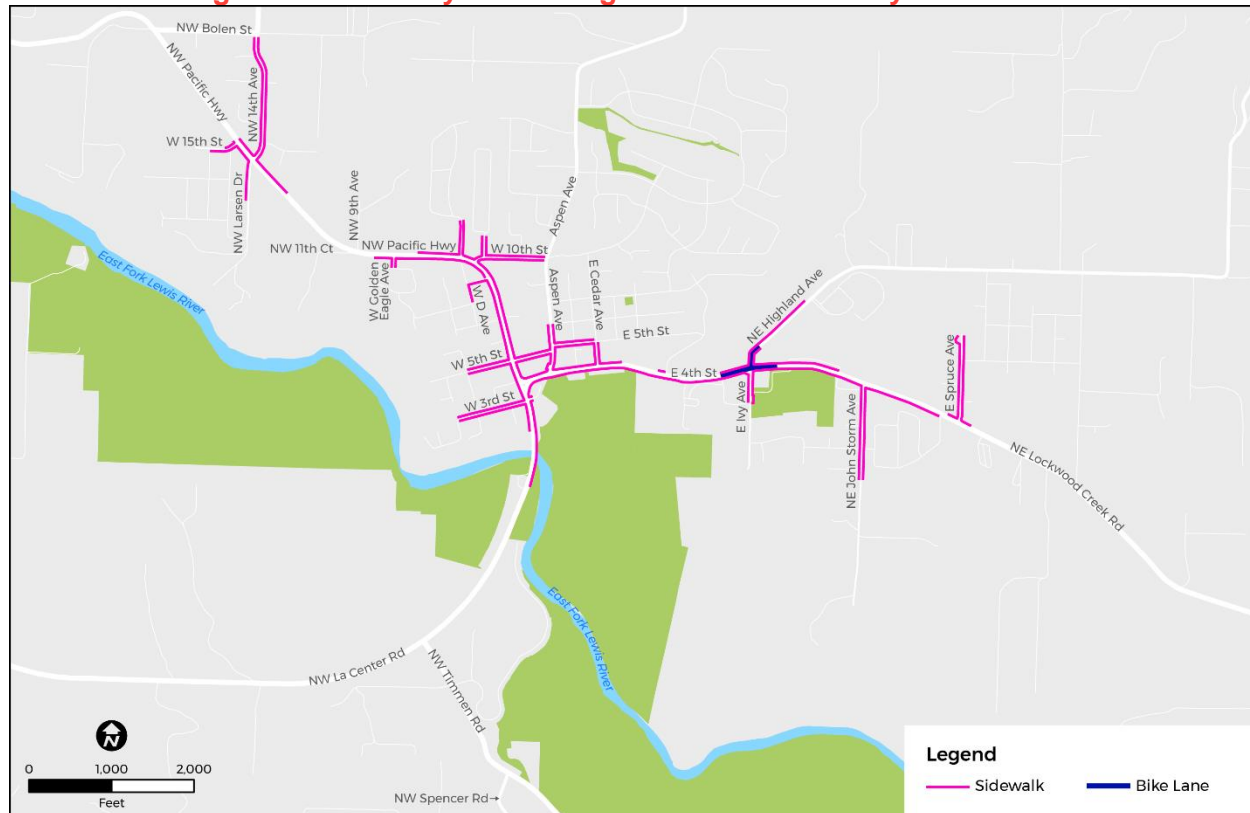 NW Bolen St
NW Pacific Hwy
NW 14th Ave
W 15th St
NW Larsen Dr
NW 9th Ave
Aspen Ave
NW 11th Ct
NW Pacific Hwy
W 10th St
W Golden
Eagle Ave
W D Ave
Aspen Ave
E Cedar Ave
East Fork Lewis River
NE Highland Ave
E 5th St
W 5th St
E 4th St
E Spruce Ave
W 3rd St
E Ivy Ave
NE John Storm Ave
NE Lockwood Creek Rd
East Fork Lewis River
NW La Center Rd
NW Timmen Rd
NW Spencer Rd→
N
0 1,000 2,000
Feet
Legend
Sidewalk
Bike Lane